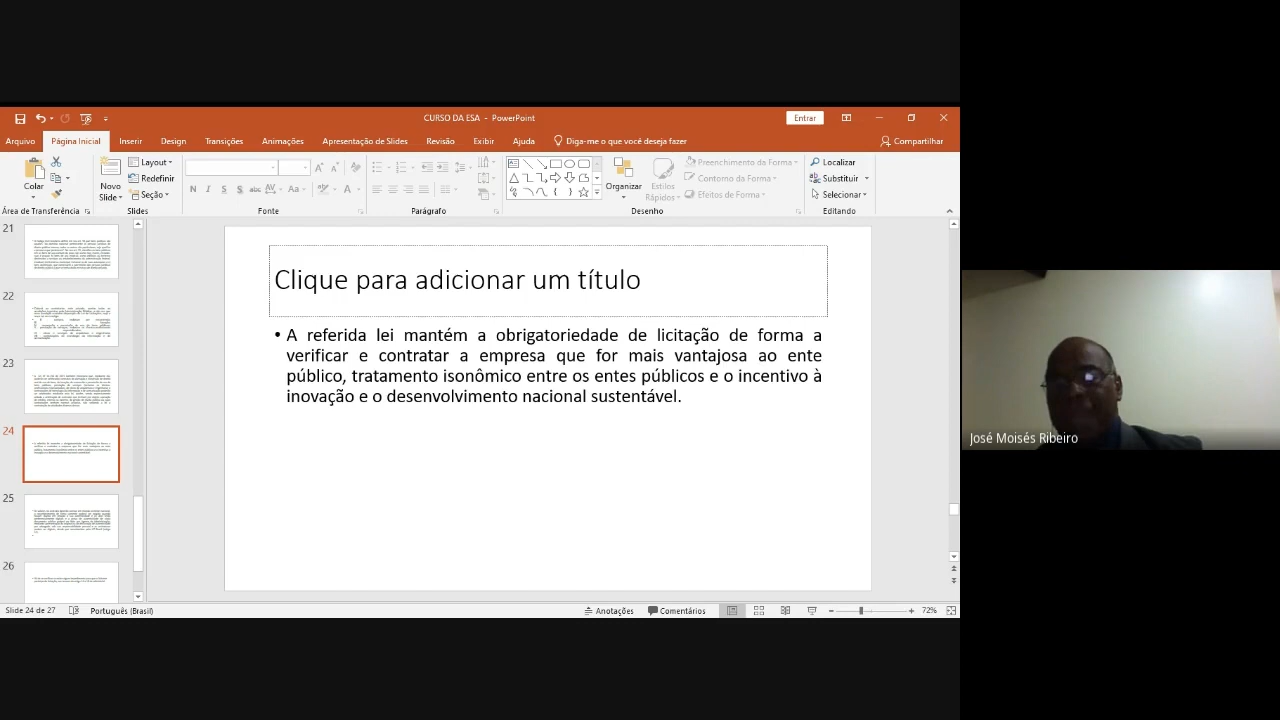 CURSO DA ESA - PowerPoint
Entrar
Arquivo Página Inicial Inserir Design Transições Animações Apresentação de Slides Revisão Exibir Ajuda Diga-me o que você deseja fazer Compartilhar
Colar
Novo Slide
Layout
Redefinir
Seção
N I S S abc AV Aa A
Organizar
Estilos Rápidos
Preenchimento da Forma
Contorno da Forma
Efeitos de Forma
Localizar
Substituir
Selecionar
Área de Transferência Slides Fonte Parágrafo Desenho Editando
21
22
23
24
25
26
Clique para adicionar um título
• A referida lei mantém a obrigatoriedade de licitação de forma a
verificar e contratar a empresa que for mais vantajosa ao ente
público, tratamento isonomico entre os entes públicos e o incentivo à
inovação e o desenvolvimento nacional sustentável.
José Moisés Ribeiro
Slide 24 de 27 Português (Brasil) Anotações Comentários 72%